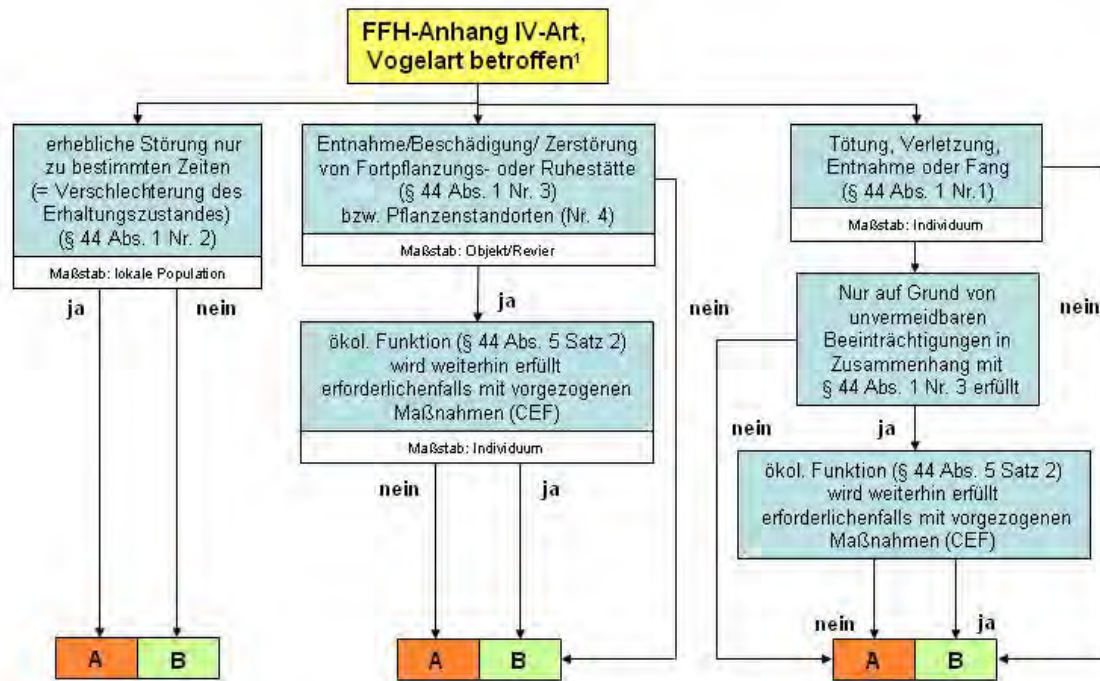 FFH-Anhang IV-Art,
Vogelart betroffen¹
erhebliche Störung nur
zu bestimmten Zeiten
(= Verschlechterung des
Erhaltungszustandes)
(§ 44 Abs. 1 Nr. 2)
Maßstab: lokale Population
ja
nein
A
B
Entnahme/Beschädigung/ Zerstörung
von Fortpflanzungs- oder Ruhestätte
(§ 44 Abs. 1 Nr. 3)
bzw. Pflanzenstandorten (Nr. 4)
Maßstab: Objekt/Revier
ja
nein
ökol. Funktion (§ 44 Abs. 5 Satz 2)
wird weiterhin erfüllt
erforderlichenfalls mit vorgezogenen
Maßnahmen (CEF)
Maßstab: Individuum
nein
ja
A
B
Tötung, Verletzung,
Entnahme oder Fang
(§ 44 Abs. 1 Nr.1)
Maßstab: Individuum
nein
Nur auf Grund von
unvermeidbaren
Beeinträchtigungen in
Zusammenhang mit
§ 44 Abs. 1 Nr. 3 erfüllt
nein
ja
ökol. Funktion (§ 44 Abs. 5 Satz 2)
wird weiterhin erfüllt
erforderlichenfalls mit vorgezogenen
Maßnahmen (CEF)
nein
ja
A
B